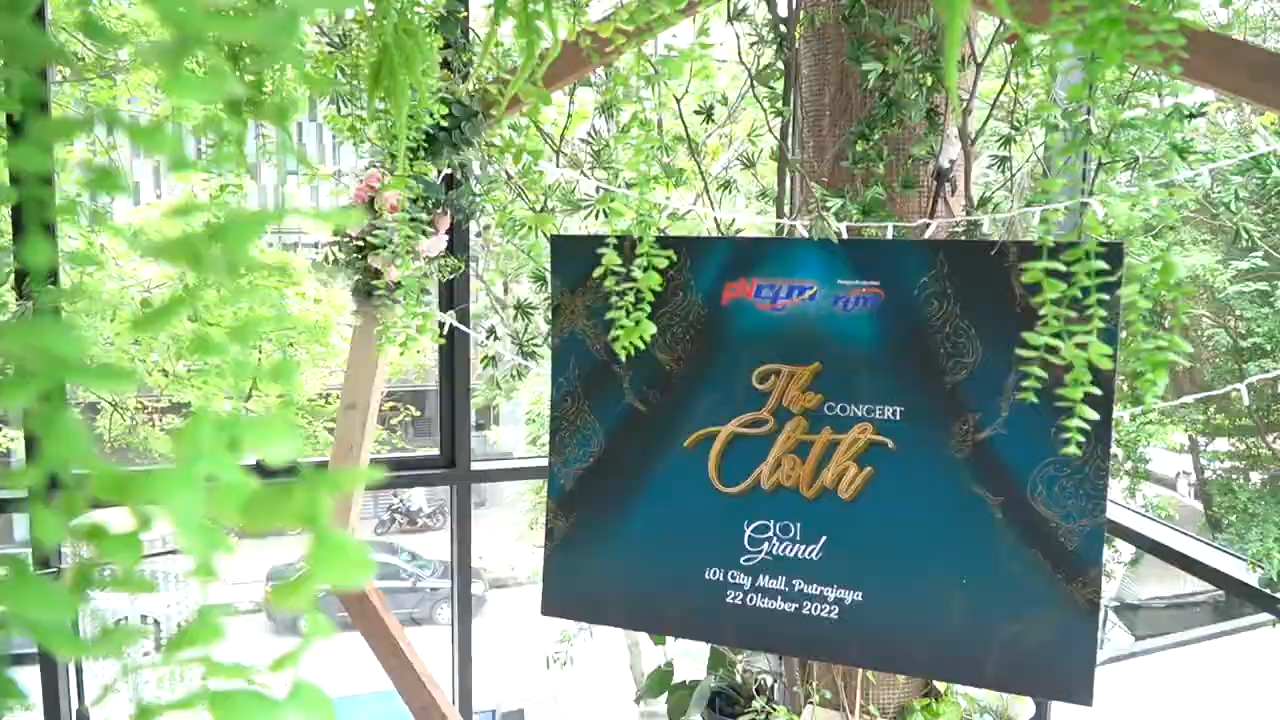 The
CONCERT
Cloth
IOI
Grand
iOi City Mall, Putrajaya
22 Oktober 2022